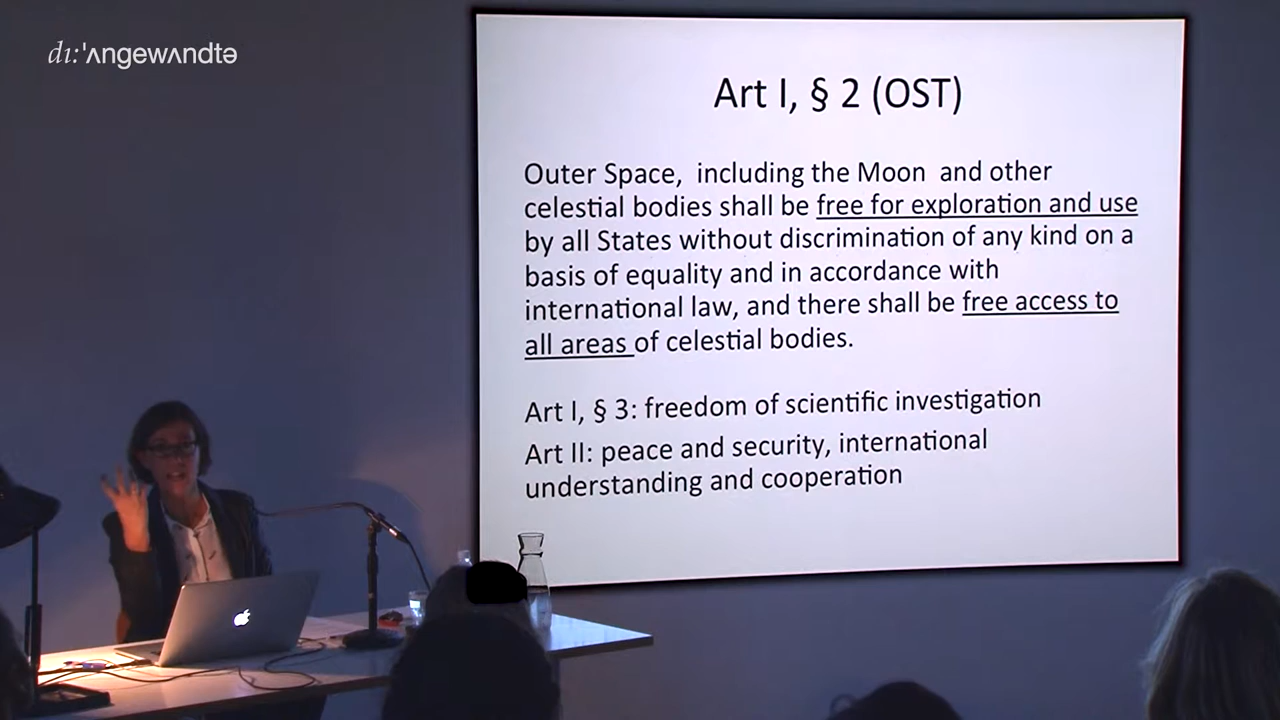 dı:ˈʌngewʌndtə
Art I, § 2 (OST)
Outer Space, including the Moon and other
celestial bodies shall be free for exploration and use
by all States without discrimination of any kind on a
basis of equality and in accordance with
international law, and there shall be free access to
all areas of celestial bodies.
Art I, § 3: freedom of scientific investigation
Art II: peace and security, international
understanding and cooperation